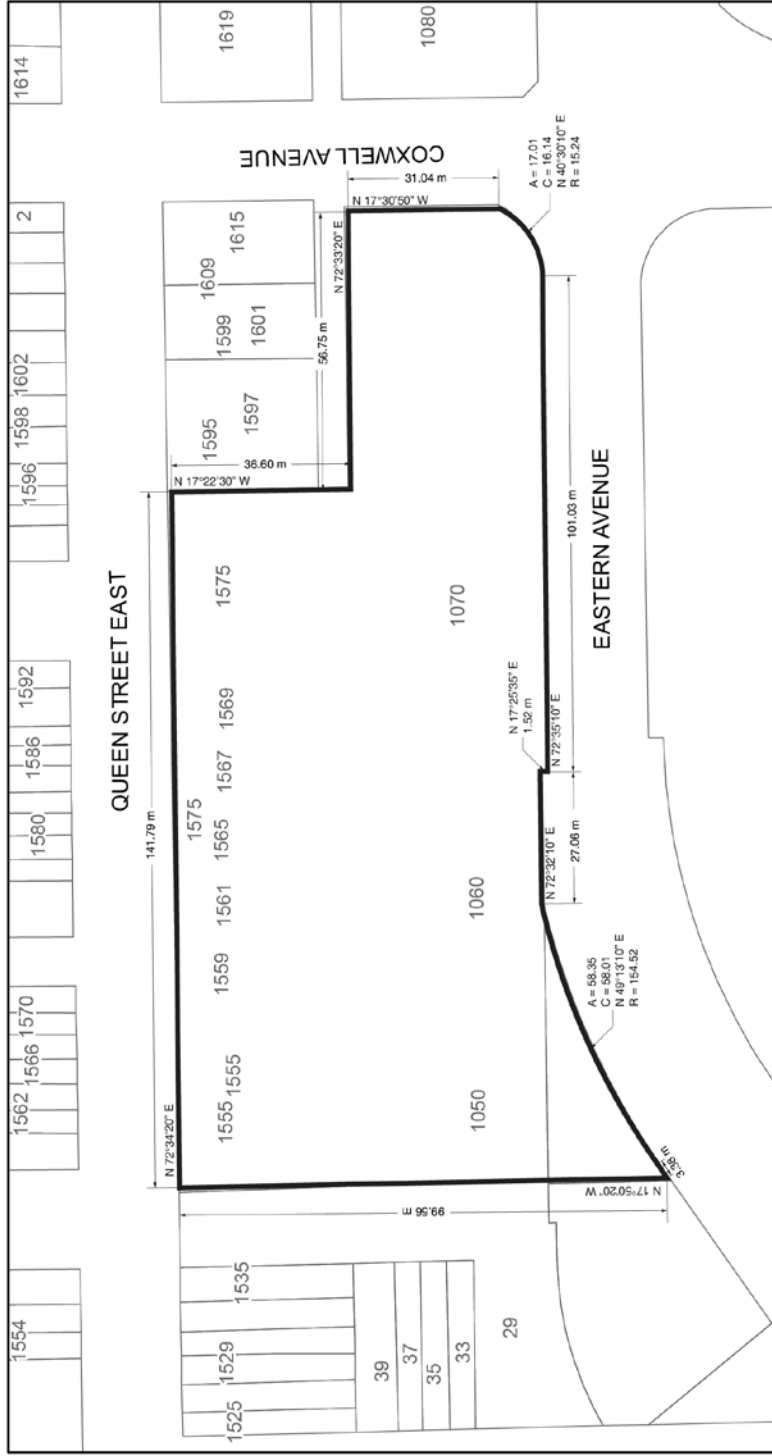 1614
1619
1080
COXWELL AVENUE
31.04 m
N 17°30'50" W
A = 17.01
C = 16.14
N 40°30'10" E
R = 15.24
2
1615
1609
1599
1601
N 72°33'20" E
56.75 m
1602
1598
1596
1595
1597
36.60 m
N 17°22'30" W
QUEEN STREET EAST
141.79 m
N 72°34'20" E
1575
1569
1567
1575
1565
1561
1559
1555
1555
1070
1060
1050
N 17°25'35" E
1.52 m
N 72°35'10" E
101.03 m
EASTERN AVENUE
N 72°32'10" E
27.06 m
A = 58.35
C = 58.01
N 49°13'10" E
R = 154.52
3.38 m
N 17°50'20" W
99.56 m
1592
1586
1580
1570
1566
1562
1554
1535
1529
1525
39
37
35
33
29